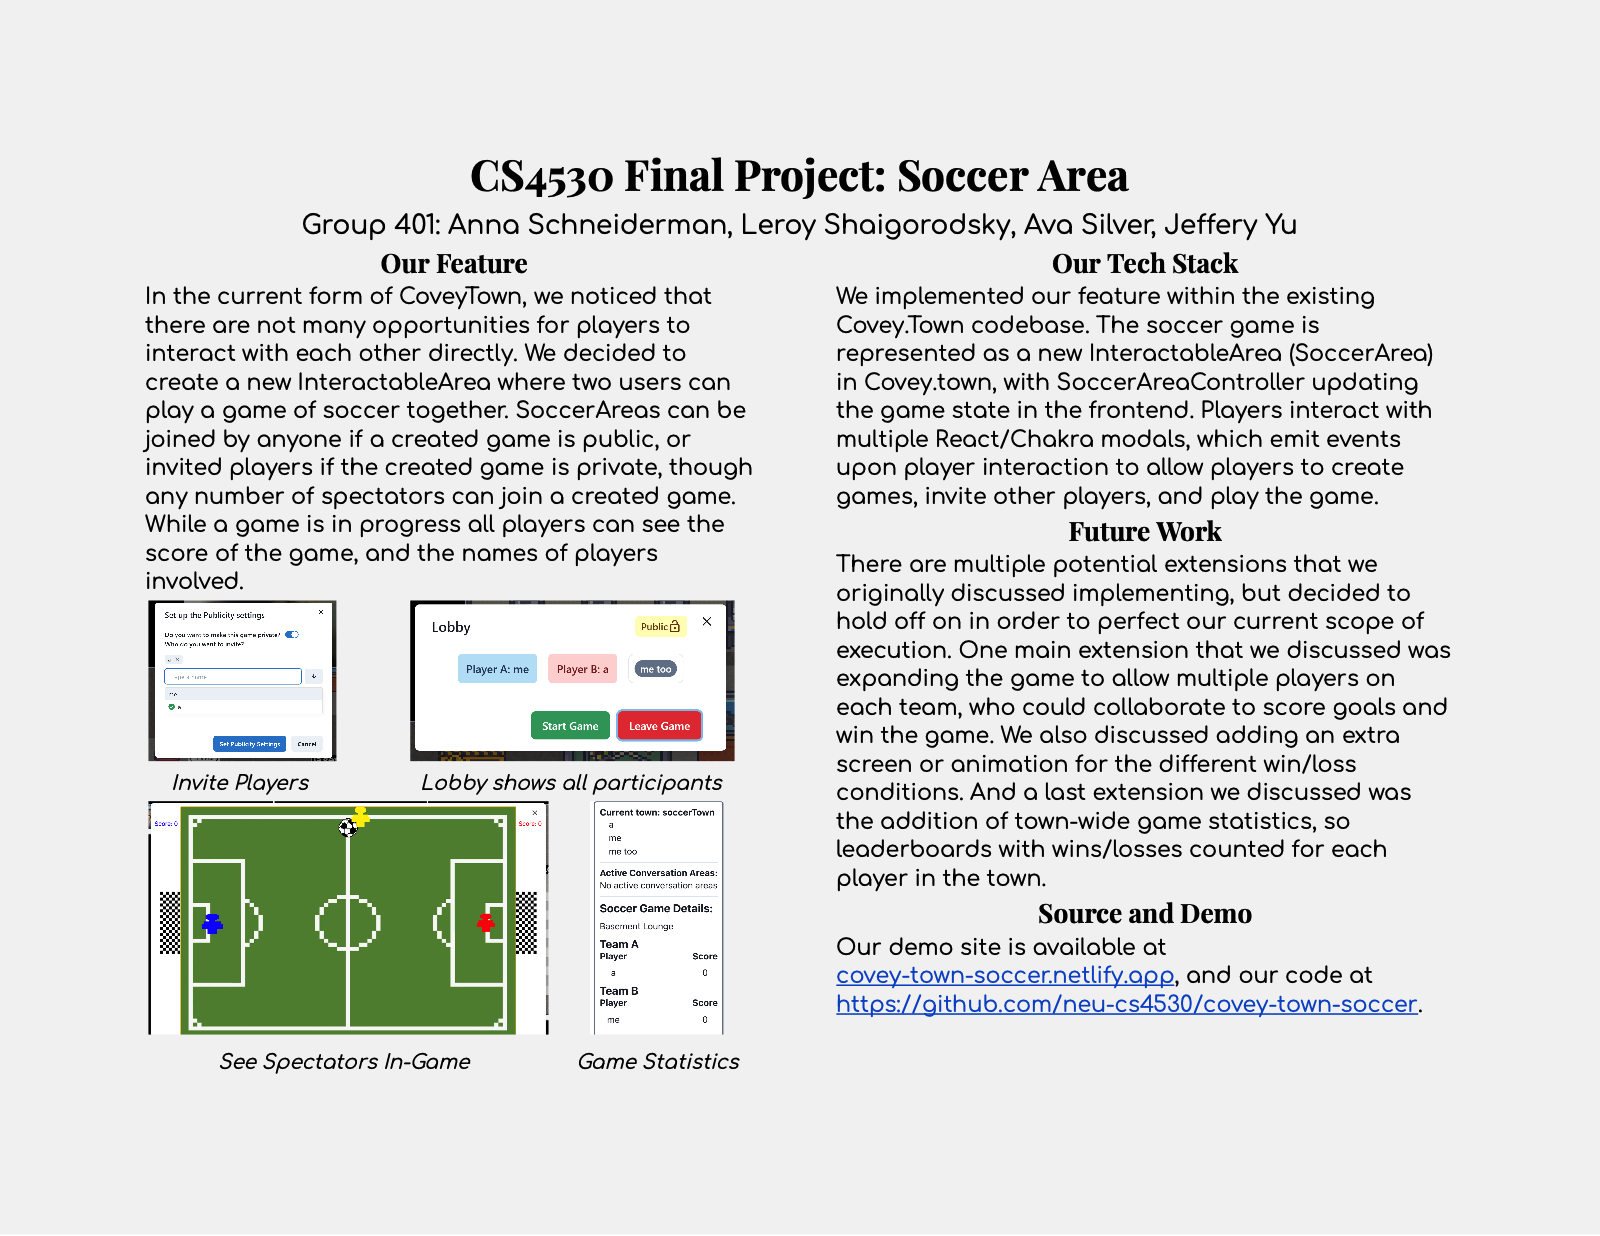 CS4530 Final Project: Soccer Area
Group 401: Anna Schneiderman, Leroy Shaigorodsky, Ava Silver, Jeffery Yu
Our Feature
In the current form of CoveyTown, we noticed that
there are not many opportunities for players to
interact with each other directly. We decided to
create a new InteractableArea where two users can
play a game of soccer together. SoccerAreas can be
joined by anyone if a created game is public, or
invited players if the created game is private, though
any number of spectators can join a created game.
While a game is in progress all players can see the
score of the game, and the names of players
involved.
Set up the Publicity settings
Do you want to make this game private?
Who do you want to invite?
a
Type a name
me
a
Set Publicity Settings
Cancel
Invite Players
Lobby
Public
Player A: me
Player B: a
me too
Start Game
Leave Game
Lobby shows all participants
Score: 0
Score: 0
See Spectators In-Game
Current town: soccerTown
a
me
me too
Active Conversation Areas:
No active conversation areas
Soccer Game Details:
Basement Lounge
Team A
Player Score
a 0
Team B
Player Score
me 0
Game Statistics
Our Tech Stack
We implemented our feature within the existing
Covey.Town codebase. The soccer game is
represented as a new InteractableArea (SoccerArea)
in Covey.town, with SoccerAreaController updating
the game state in the frontend. Players interact with
multiple React/Chakra modals, which emit events
upon player interaction to allow players to create
games, invite other players, and play the game.
Future Work
There are multiple potential extensions that we
originally discussed implementing, but decided to
hold off on in order to perfect our current scope of
execution. One main extension that we discussed was
expanding the game to allow multiple players on
each team, who could collaborate to score goals and
win the game. We also discussed adding an extra
screen or animation for the different win/loss
conditions. And a last extension we discussed was
the addition of town-wide game statistics, so
leaderboards with wins/losses counted for each
player in the town.
Source and Demo
Our demo site is available at
covey-town-soccer.netlify.app, and our code at
https://github.com/neu-cs4530/covey-town-soccer.